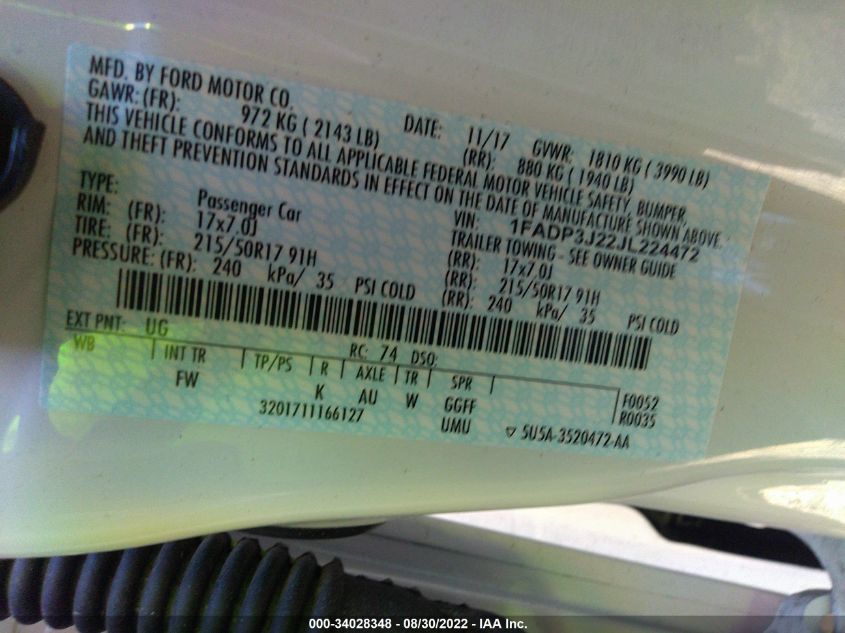 MFD. BY FORD MOTOR CO.
DATE: 11/17 GVWR: 1810 KG ( 3990 LB)
GAWR: (FR): 972 KG ( 2143 LB) (RR): 880 KG ( 1940 LB)
THIS VEHICLE CONFORMS TO ALL APPLICABLE FEDERAL MOTOR VEHICLE SAFETY, BUMPER,
AND THEFT PREVENTION STANDARDS IN EFFECT ON THE DATE OF MANUFACTURE SHOWN ABOVE.
VIN: 1FADP3J22JL224472
TYPE: Passenger Car TRAILER TOWING - SEE OWNER GUIDE
RIM: (FR): 17x7.0J (RR): 17x7.0J
TIRE: (FR): 215/50R17 91H (RR): 215/50R17 91H
PRESSURE: (FR): 240 kPa/ 35 PSI COLD (RR): 240 kPa/ 35 PSI COLD
EXT PNT: UG RC: 74 DSO:
WB INT TR TP/PS R AXLE TR SPR F0052
FW K AU W GGFF R0035
3201711166127 UMU ▽ 5U5A-3520472-AA
000-34028348 - 08/30/2022 - IAA Inc.